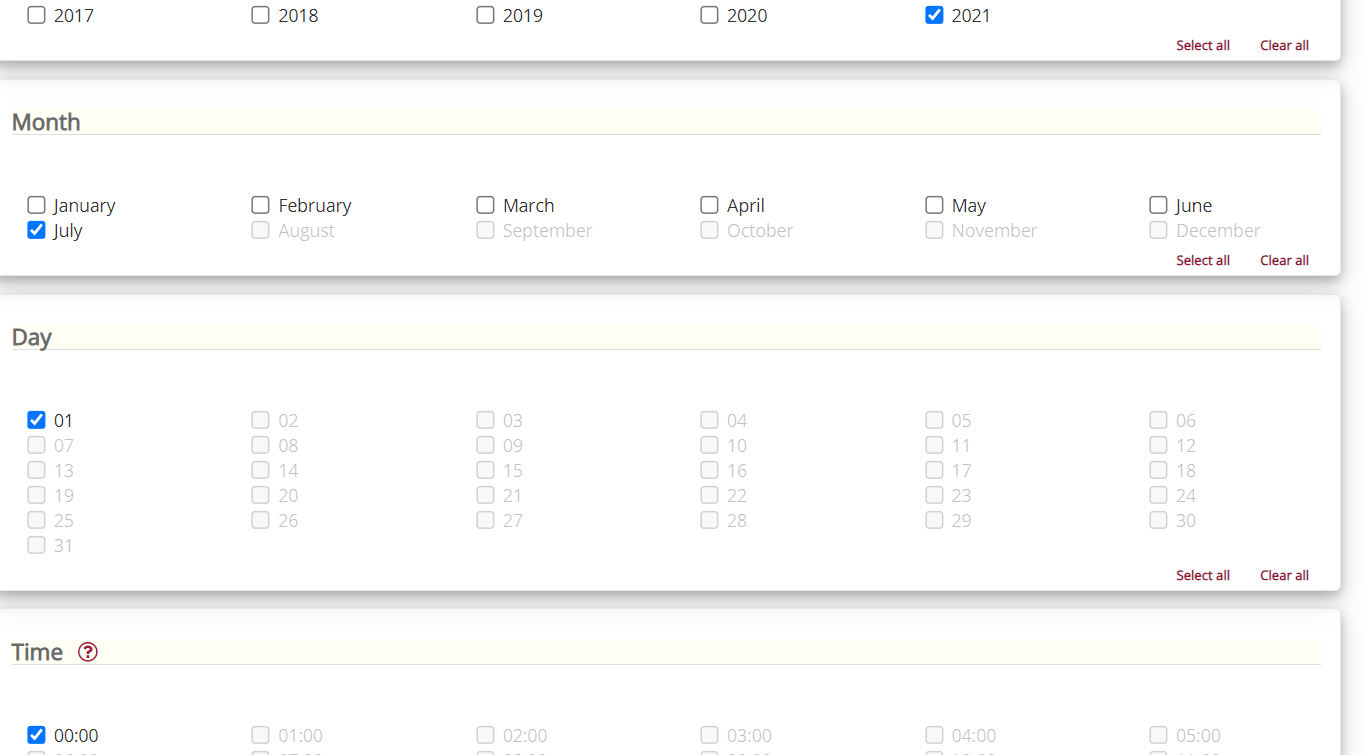 2017 2018 2019 2020 2021
Select all Clear all
Month
January February March April May June
July August September October November December
Select all Clear all
Day
01 02 03 04 05 06
07 08 09 10 11 12
13 14 15 16 17 18
19 20 21 22 23 24
25 26 27 28 29 30
31
Select all Clear all
Time ?
00:00 01:00 02:00 03:00 04:00 05:00